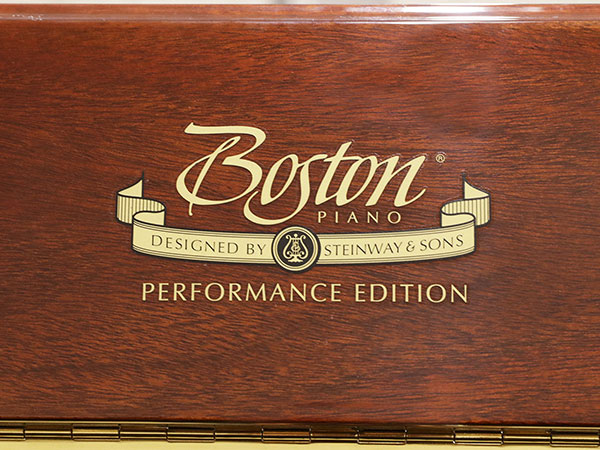 Boston®
PIANO
DESIGNED BY STEINWAY & SONS
PERFORMANCE EDITION